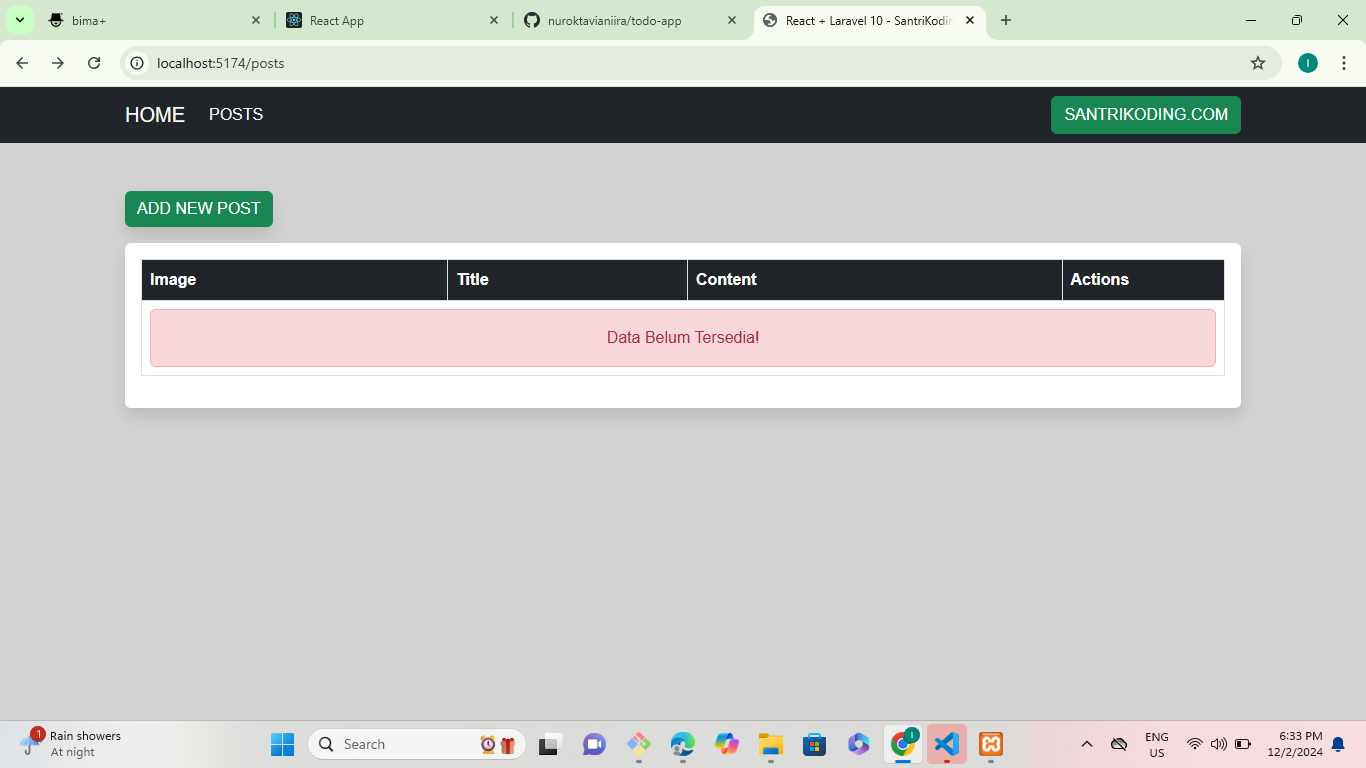 bima+
React App
nuroktavianiira/todo-app
React + Laravel 10 - SantriKodin
localhost:5174/posts
I
HOME
POSTS
SANTRIKODING.COM
ADD NEW POST
Image
Title
Content
Actions
Data Belum Tersedia!
1
Rain showers
At night
Search
I
ENG
US
6:33 PM
12/2/2024